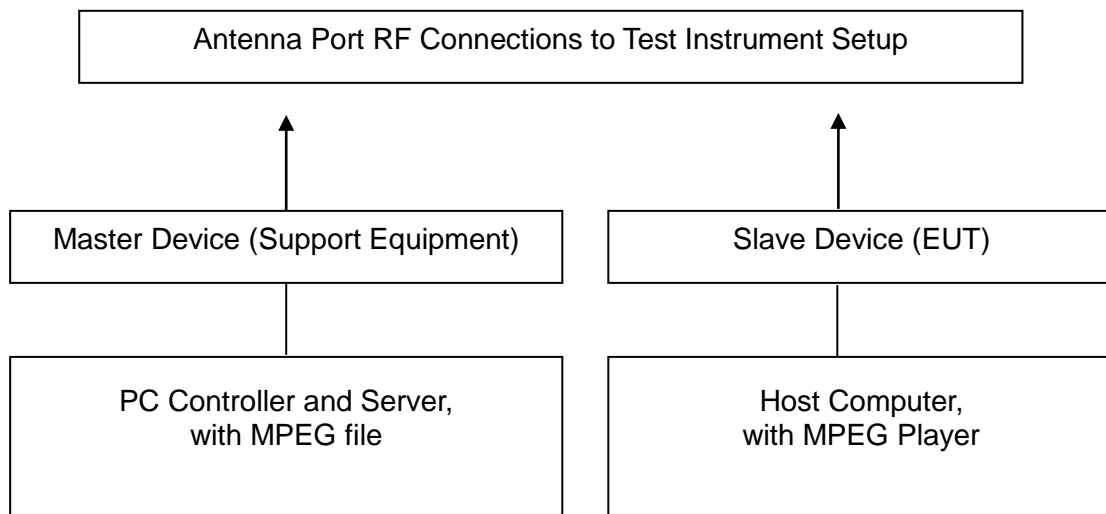 Antenna Port RF Connections to Test Instrument Setup
Master Device (Support Equipment)
Slave Device (EUT)
PC Controller and Server,
with MPEG file
Host Computer,
with MPEG Player